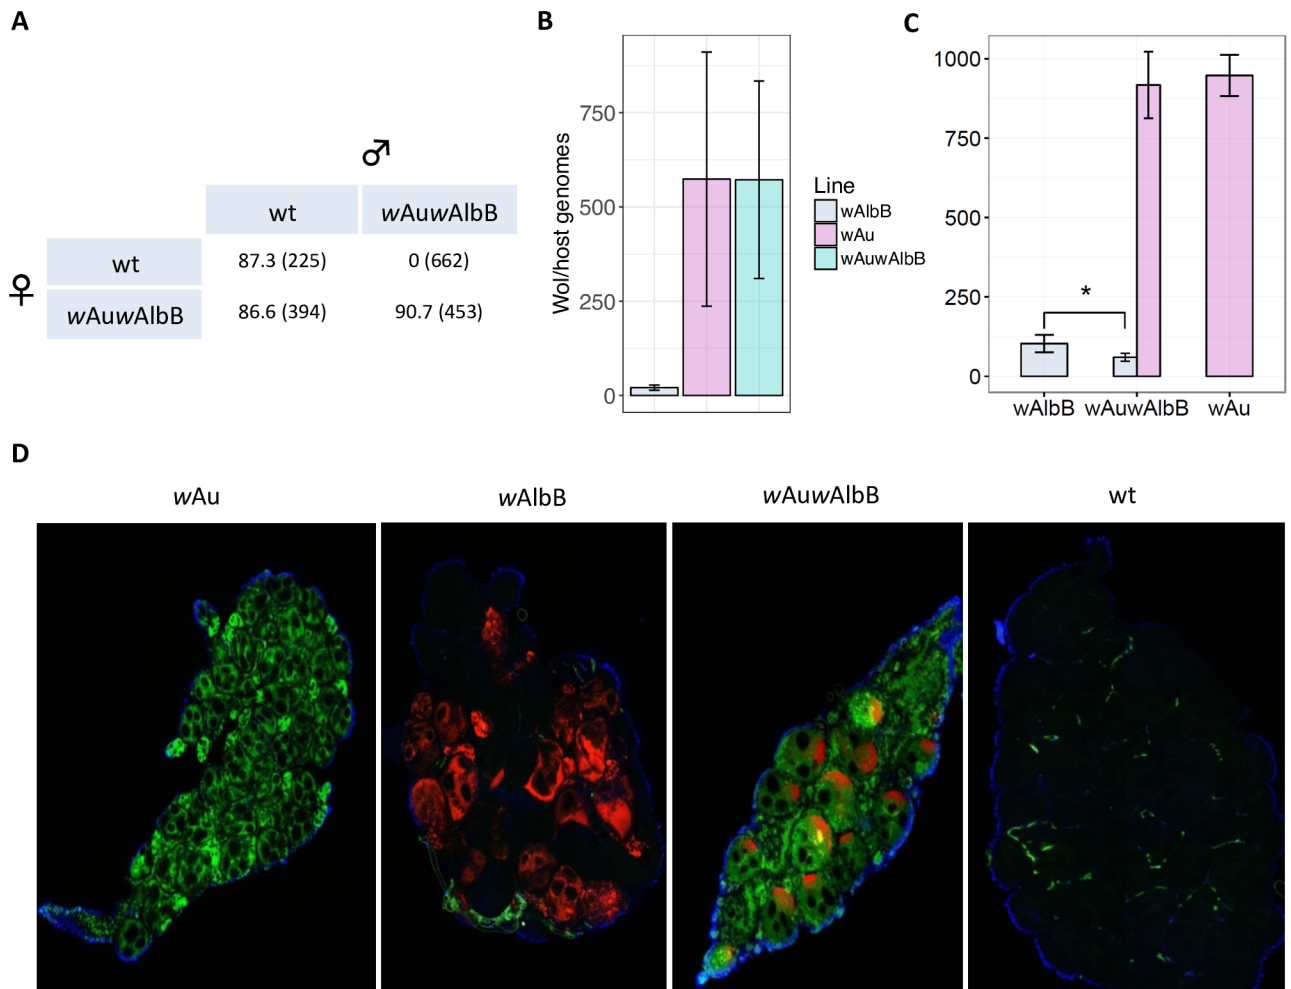 A
♂
wt wAuwAlbB
♀
wt 87.3 (225) 0 (662)
wAuwAlbB 86.6 (394) 90.7 (453)
B
Wol/host genomes
750
500
250
0
Line
wAlbB
wAu
wAuwAlbB
C
1000
750
500
250
0
*
wAlbB wAuwAlbB wAu
D
wAu wAlbB wAuwAlbB wt